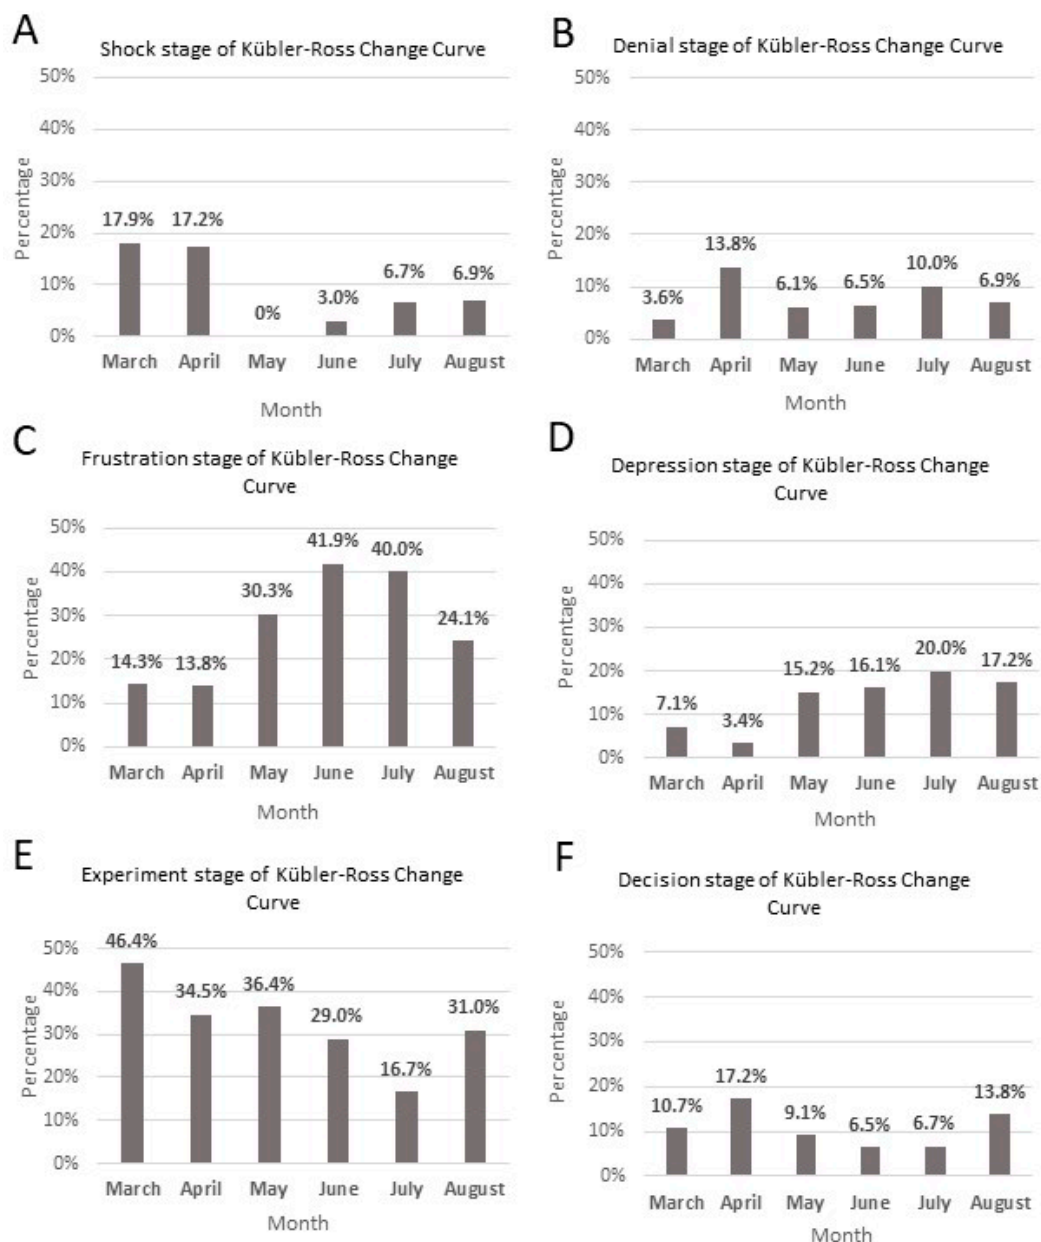 A
Shock stage of Kübler-Ross Change Curve
50%
40%
30%
20%
10%
0%
Percentage
17.9%
17.2%
0%
3.0%
6.7%
6.9%
March April May June July August
Month
B
Denial stage of Kübler-Ross Change Curve
50%
40%
30%
20%
10%
0%
Percentage
3.6%
13.8%
6.1%
6.5%
10.0%
6.9%
March April May June July August
Month
C
Frustration stage of Kübler-Ross Change
Curve
50%
40%
30%
20%
10%
0%
Percentage
14.3%
13.8%
30.3%
41.9%
40.0%
24.1%
March April May June July August
Month
D
Depression stage of Kübler-Ross Change
Curve
50%
40%
30%
20%
10%
0%
Percentage
7.1%
3.4%
15.2%
16.1%
20.0%
17.2%
March April May June July August
Month
E
Experiment stage of Kübler-Ross Change
Curve
50%
40%
30%
20%
10%
0%
Percentage
46.4%
34.5%
36.4%
29.0%
16.7%
31.0%
March April May June July August
Month
F
Decision stage of Kübler-Ross Change
Curve
50%
40%
30%
20%
10%
0%
Percentage
10.7%
17.2%
9.1%
6.5%
6.7%
13.8%
March April May June July August
Month